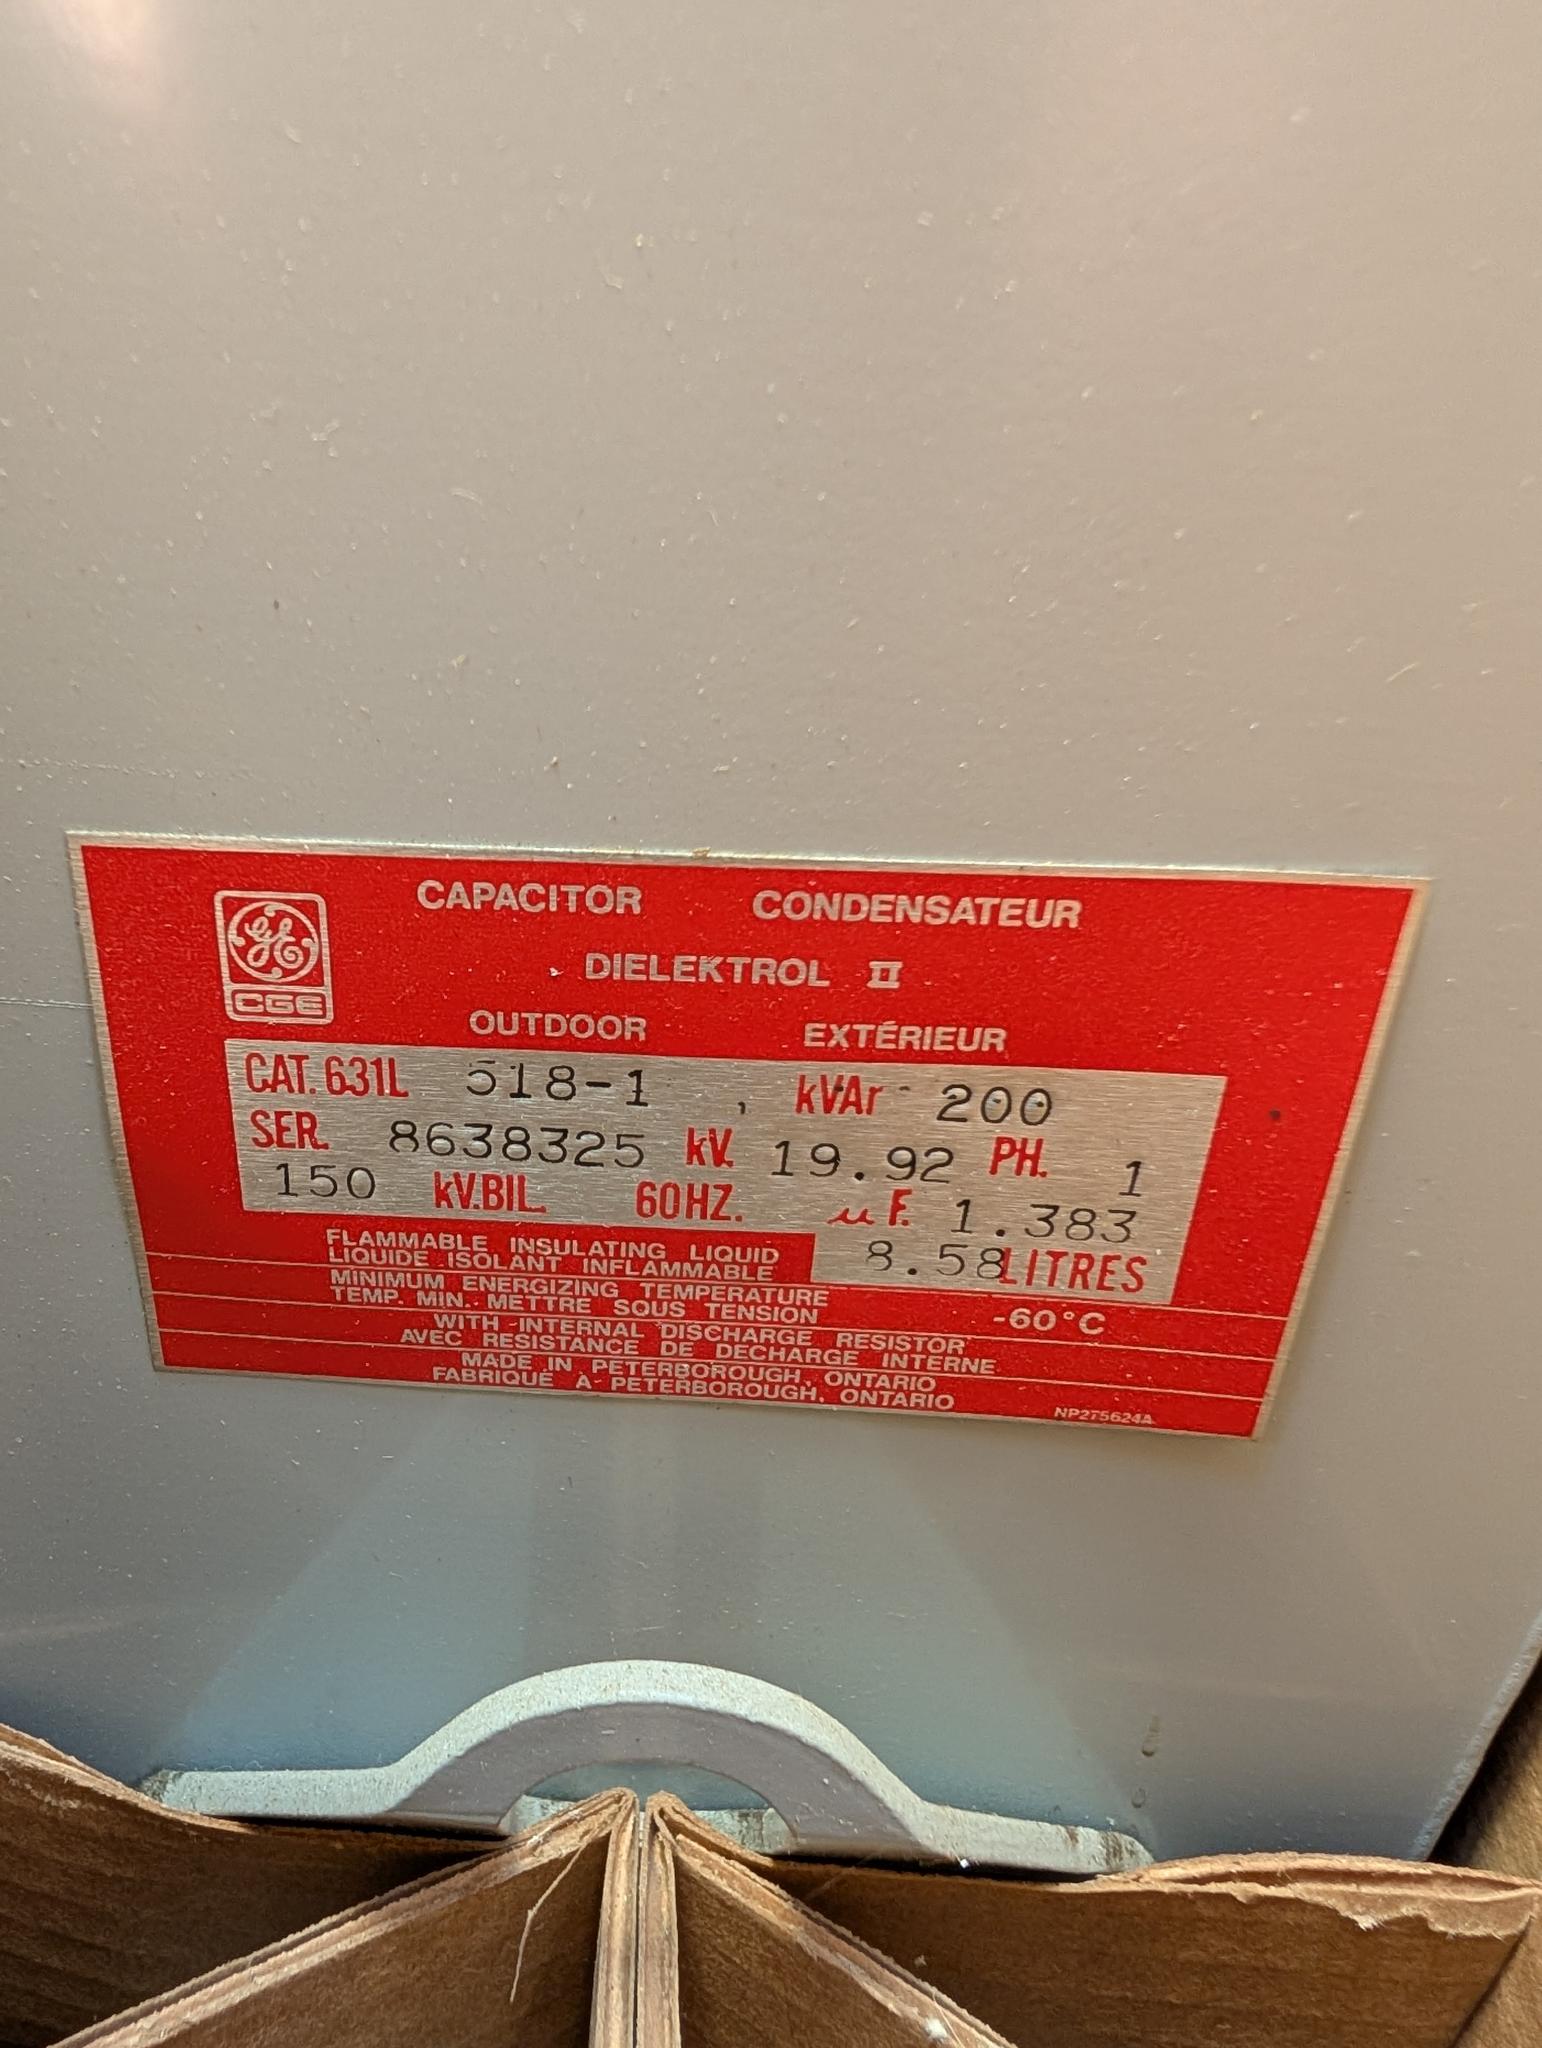 CAPACITOR CONDENSATEUR
GE
CGE
DIELEKTROL II
OUTDOOR EXTÉRIEUR
CAT. 631L 518-1 , kVAr 200
SER. 8638325 kV. 19.92 PH. 1
150 kV.BIL. 60HZ. µF. 1.383
8.58 LITRES
FLAMMABLE INSULATING LIQUID
LIQUIDE ISOLANT INFLAMMABLE
MINIMUM ENERGIZING TEMPERATURE
TEMP. MIN. METTRE SOUS TENSION
-60°C
WITH INTERNAL DISCHARGE RESISTOR
AVEC RESISTANCE DE DECHARGE INTERNE
MADE IN PETERBOROUGH, ONTARIO
FABRIQUÉ À PETERBOROUGH, ONTARIO
NP275624A